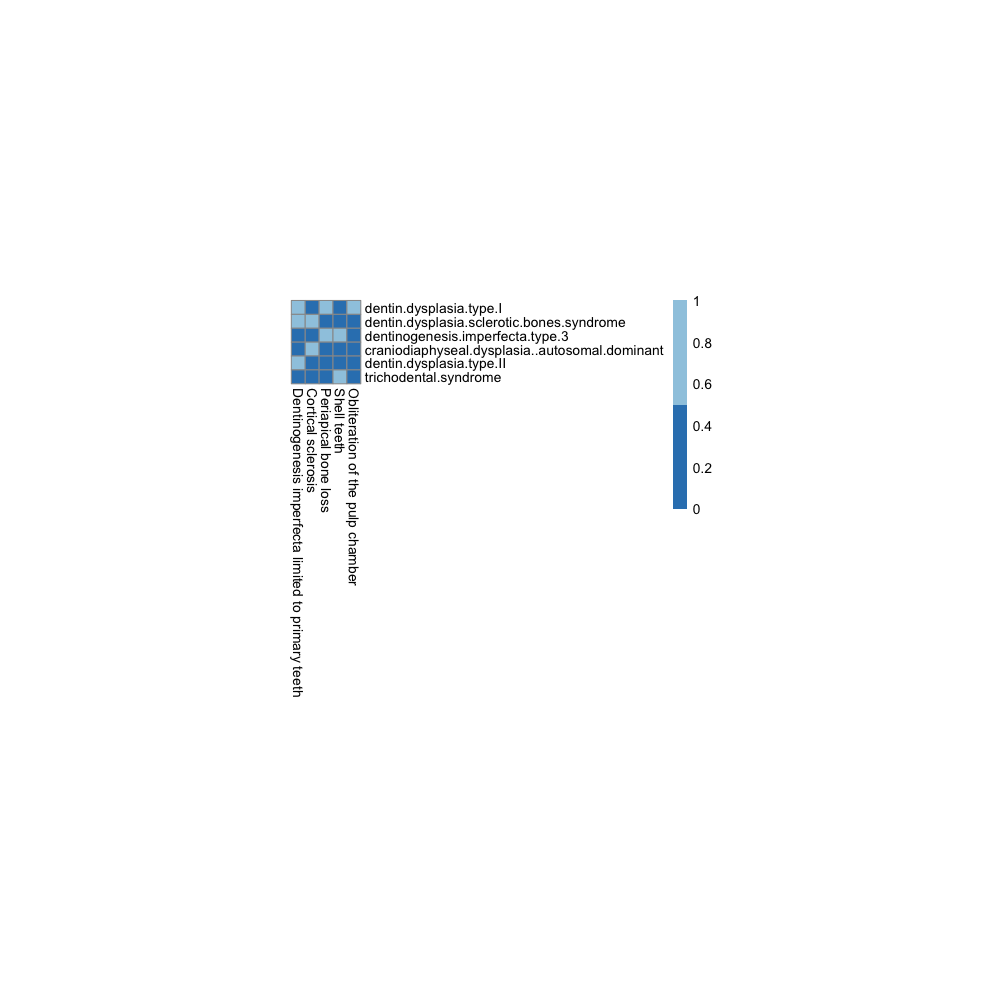 dentin.dysplasia.type.I
dentin.dysplasia.sclerotic.bones.syndrome
dentinogenesis.imperfecta.type.3
craniodiaphyseal.dysplasia..autosomal.dominant
dentin.dysplasia.type.II
trichodental.syndrome
Dentinogenesis imperfecta limited to primary teeth
Cortical sclerosis
Periapical bone loss
Shell teeth
Obliteration of the pulp chamber
1
0.8
0.6
0.4
0.2
0